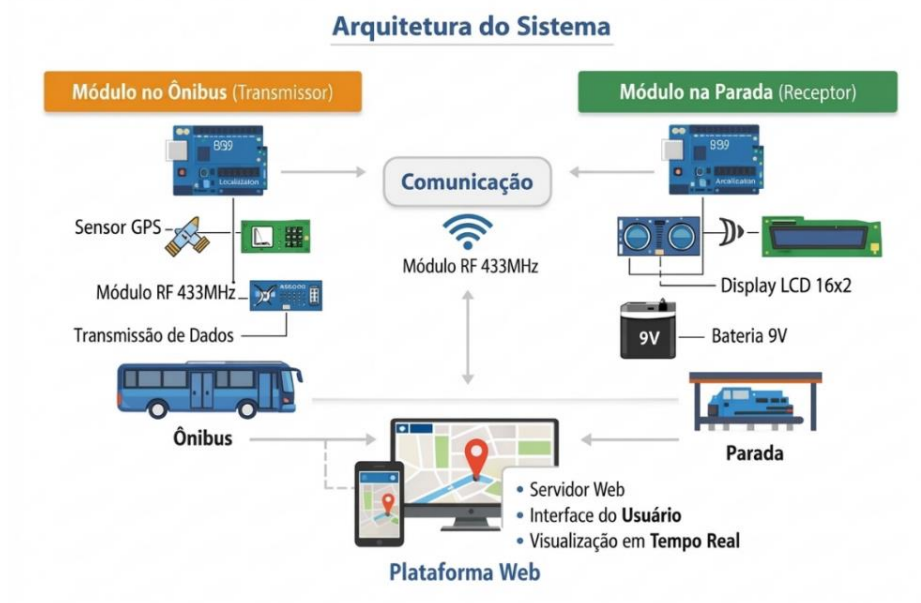 Arquitetura do Sistema
Módulo no Ônibus (Transmissor)
Módulo na Parada (Receptor)
Comunicação
Módulo RF 433MHz
Sensor GPS
Módulo RF 433MHz
Transmissão de Dados
Display LCD 16x2
9V
Bateria 9V
Ônibus
Parada
Servidor Web
Interface do Usuário
Visualização em Tempo Real
Plataforma Web